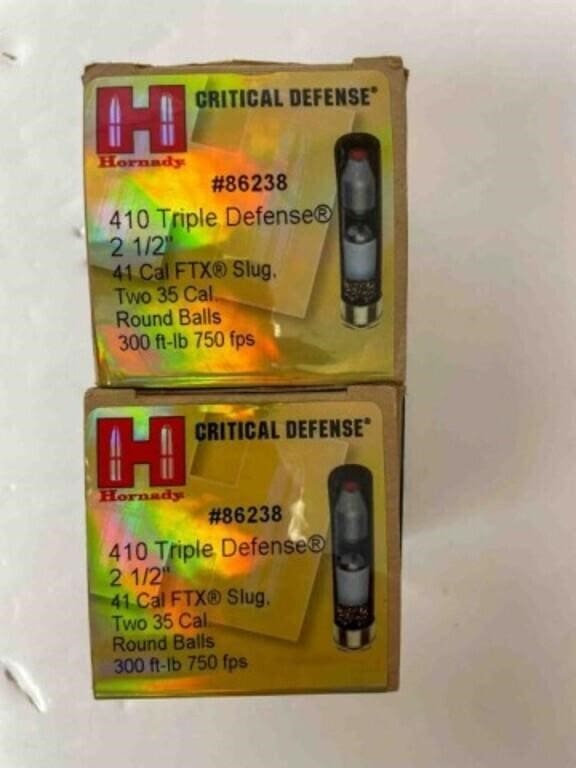 H
CRITICAL DEFENSE®
Hornady
#86238
410 Triple Defense®
2 1/2"
41 Cal FTX® Slug.
Two 35 Cal.
Round Balls
300 ft-lb 750 fps
H
CRITICAL DEFENSE®
Hornady
#86238
410 Triple Defense®
2 1/2"
41 Cal FTX® Slug.
Two 35 Cal.
Round Balls
300 ft-lb 750 fps